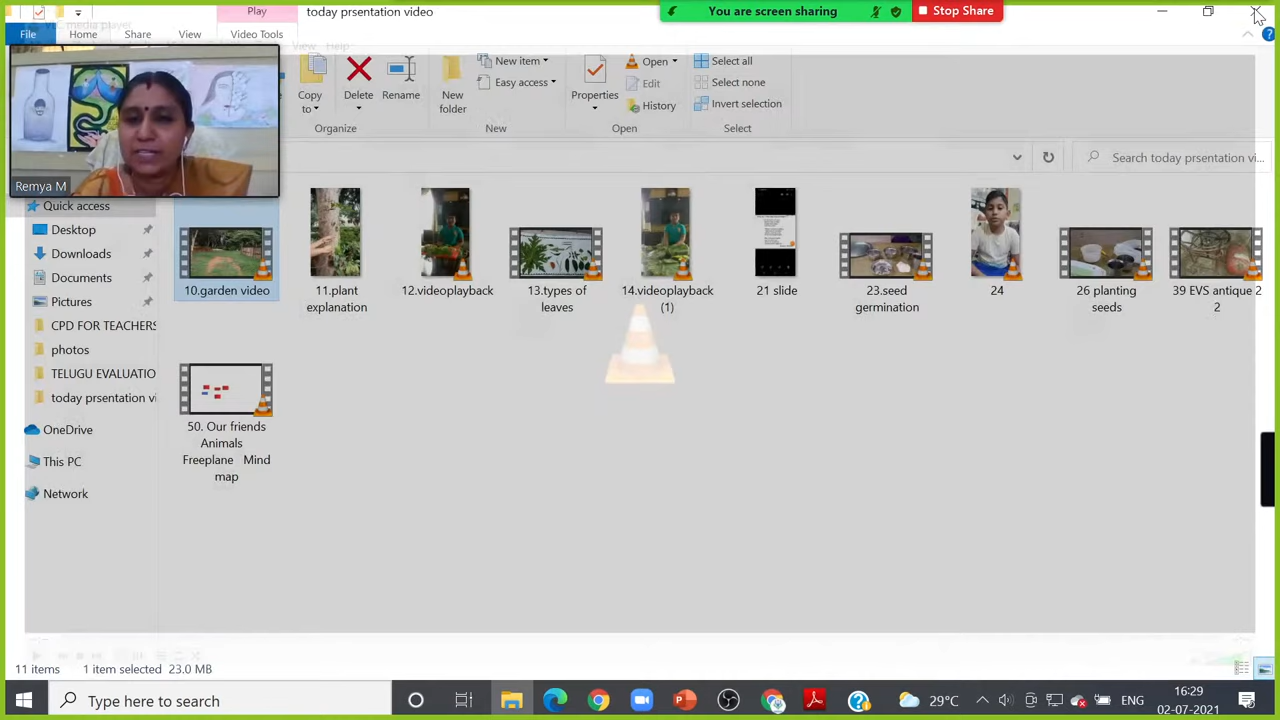 Play
today prsentation video
You are screen sharing
Stop Share
VLC media player
File
Home
Share
View
Video Tools
View Help
Copy to
Delete
Rename
New folder
New item
Easy access
Properties
Open
Edit
History
Select all
Select none
Invert selection
Organize
New
Open
Select
Search today prsentation vi...
Remya M
Quick access
Desktop
Downloads
Documents
Pictures
CPD FOR TEACHERS
photos
TELUGU EVALUATIO
today prsentation vi
OneDrive
This PC
Network
10.garden video
11.plant explanation
12.videoplayback
13.types of leaves
14.videoplayback (1)
21 slide
23.seed germination
24
26 planting seeds
39 EVS antique 2 2
50. Our friends Animals Freeplane Mind map
11 items
1 item selected
23.0 MB
Type here to search
29°C
ENG
16:29
02-07-2021